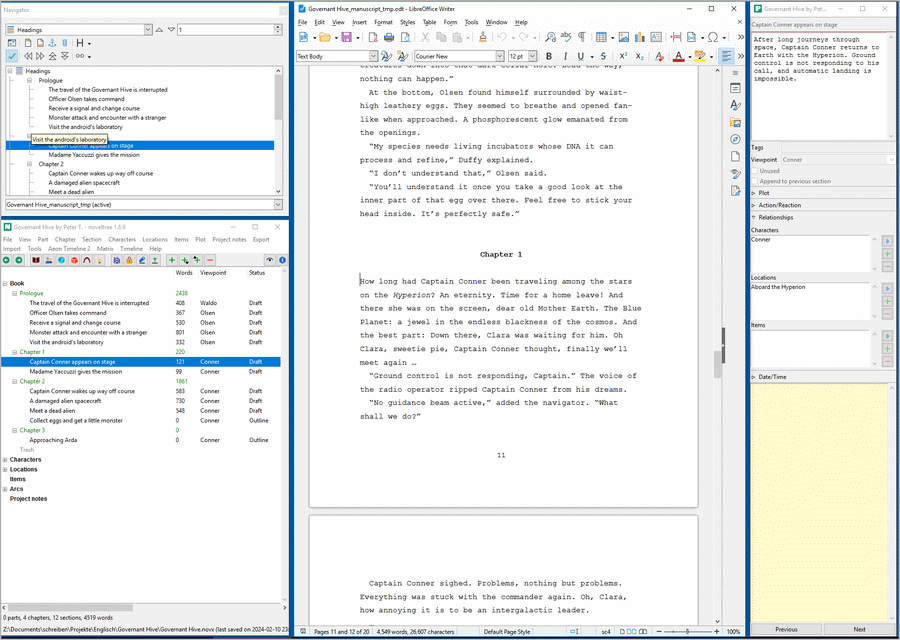 Navigator
Headings
1
Headings
Prologue
The travel of the Governant Hive is interrupted
Officer Olsen takes command
Receive a signal and change course
Monster attack and encounter with a stranger
Visit the android's laboratory
Visit the android's laboratory
Captain Conner appears on stage
Madame Yaccuzzi gives the mission
Chapter 2
Captain Conner wakes up way off course
A damaged alien spacecraft
Meet a dead alien
Governant Hive_manuscript_tmp (active)
Governant Hive by Peter T. - noveltree 1.6.9
File View Part Chapter Section Characters Locations Items Plot Project notes Export
Import Tools Aeon Timeline 2 Matrix Timeline Help
Words Viewpoint Status
Book
Prologue 2438
The travel of the Governant Hive is interrupted 408 Waldo Draft
Officer Olsen takes command 367 Olsen Draft
Receive a signal and change course 530 Olsen Draft
Monster attack and encounter with a stranger 801 Olsen Draft
Visit the android's laboratory 332 Olsen Draft
Chapter 1 220
Captain Conner appears on stage 121 Conner Draft
Madame Yaccuzzi gives the mission 99 Conner Draft
Chapter 2 1861
Captain Conner wakes up way off course 583 Conner Draft
A damaged alien spacecraft 730 Conner Draft
Meet a dead alien 548 Conner Draft
Collect eggs and get a little monster 0 Conner Outline
Chapter 3 0
Approaching Arda 0 Conner Outline
Trash
Characters
Locations
Items
Arcs
Project notes
0 parts, 4 chapters, 12 sections, 4519 words
Z:\Documents\schreiben\Projekte\Englisch\Governant Hive\Governant Hive.novx (last saved on 2024-02-10 23
Governant Hive_manuscript_tmp.odt - LibreOffice Writer
File Edit View Insert Format Styles Table Form Tools Window Help
Text Body Courier New 12 pt
nothing can happen.”
At the bottom, Olsen found himself surrounded by waist-
high leathery eggs. They seemed to breathe and opened fan-
like when approached. A phosphorescent glow emanated from
the openings.
“My species needs living incubators whose DNA it can
process and refine,” Duffy explained.
“I don’t understand that,” Olsen said.
“You’ll understand it once you take a good look at the
inner part of that egg over there. Feel free to stick your
head inside. It’s perfectly safe.”
Chapter 1
How long had Captain Conner been traveling among the stars
on the Hyperion? An eternity. Time for a home leave! And
there she was on the screen, dear old Mother Earth. The Blue
Planet: a jewel in the endless blackness of the cosmos. And
the best part: Down there, Clara was waiting for him. Oh
Clara, sweetie pie, Captain Conner thought, finally we’ll
meet again …
“Ground control is not responding, Captain.” The voice of
the radio operator ripped Captain Conner from his dreams.
“No guidance beam active,” added the navigator. “What
shall we do?”
11
Captain Conner sighed. Problems, nothing but problems.
Everything was stuck with the commander again. Oh, Clara,
how annoying it is to be an intergalactic leader.
Pages 11 and 12 of 20 4,549 words, 26,607 characters Default Page Style 100%
Governant Hive by Pet...
Captain Conner appears on stage
After long journeys through
space, Captain Conner returns to
Earth with the Hyperion. Ground
control is not responding to his
call, and automatic landing is
impossible.
Tags
Viewpoint Conner
Unused
Append to previous section
Plot
Action/Reaction
Relationships
Characters
Conner
Locations
Aboard the Hyperion
Items
Date/Time
Previous Next